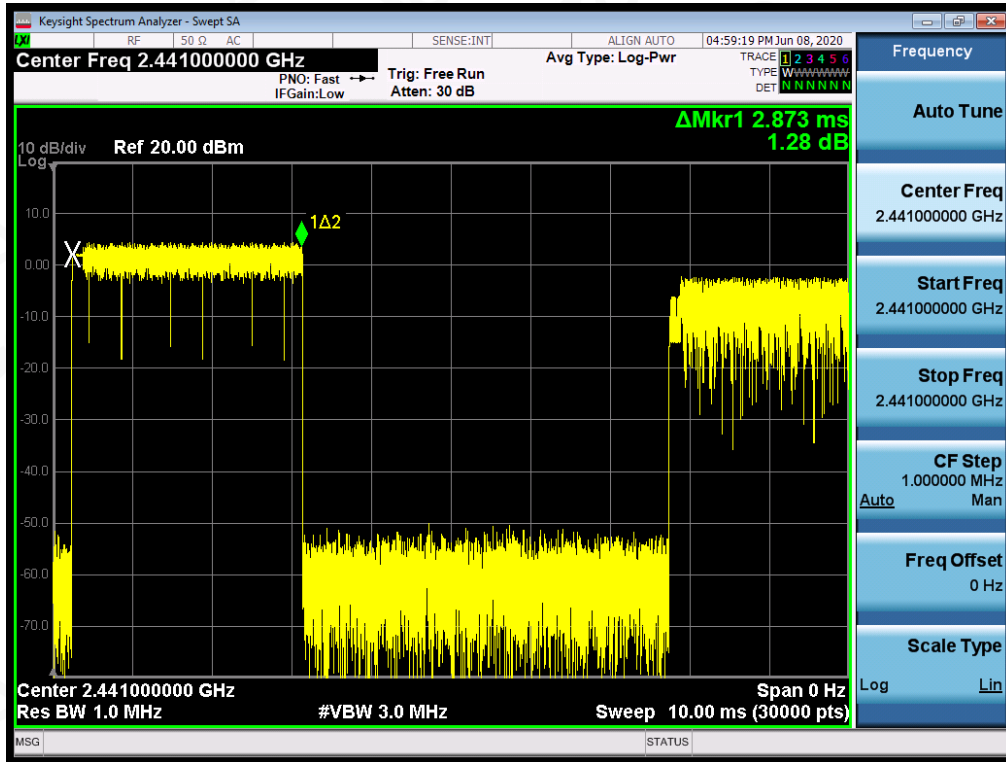 Keysight Spectrum Analyzer - Swept SA
LXI RF 50 Ω AC SENSE:INT ALIGN AUTO 04:59:19 PM Jun 08, 2020
Center Freq 2.441000000 GHz
PNO: Fast
IFGain:Low
Trig: Free Run
Atten: 30 dB
Avg Type: Log-Pwr
TRACE 1 2 3 4 5 6
TYPE W
DET N N N N N N
ΔMkr1 2.873 ms
1.28 dB
10 dB/div Ref 20.00 dBm
Log
10.0
0.00
-10.0
-20.0
-30.0
-40.0
-50.0
-60.0
-70.0
X
1Δ2
Center 2.441000000 GHz Span 0 Hz
Res BW 1.0 MHz #VBW 3.0 MHz Sweep 10.00 ms (30000 pts)
MSG STATUS
Frequency
Auto Tune
Center Freq
2.441000000 GHz
Start Freq
2.441000000 GHz
Stop Freq
2.441000000 GHz
CF Step
1.000000 MHz
Auto Man
Freq Offset
0 Hz
Scale Type
Log Lin